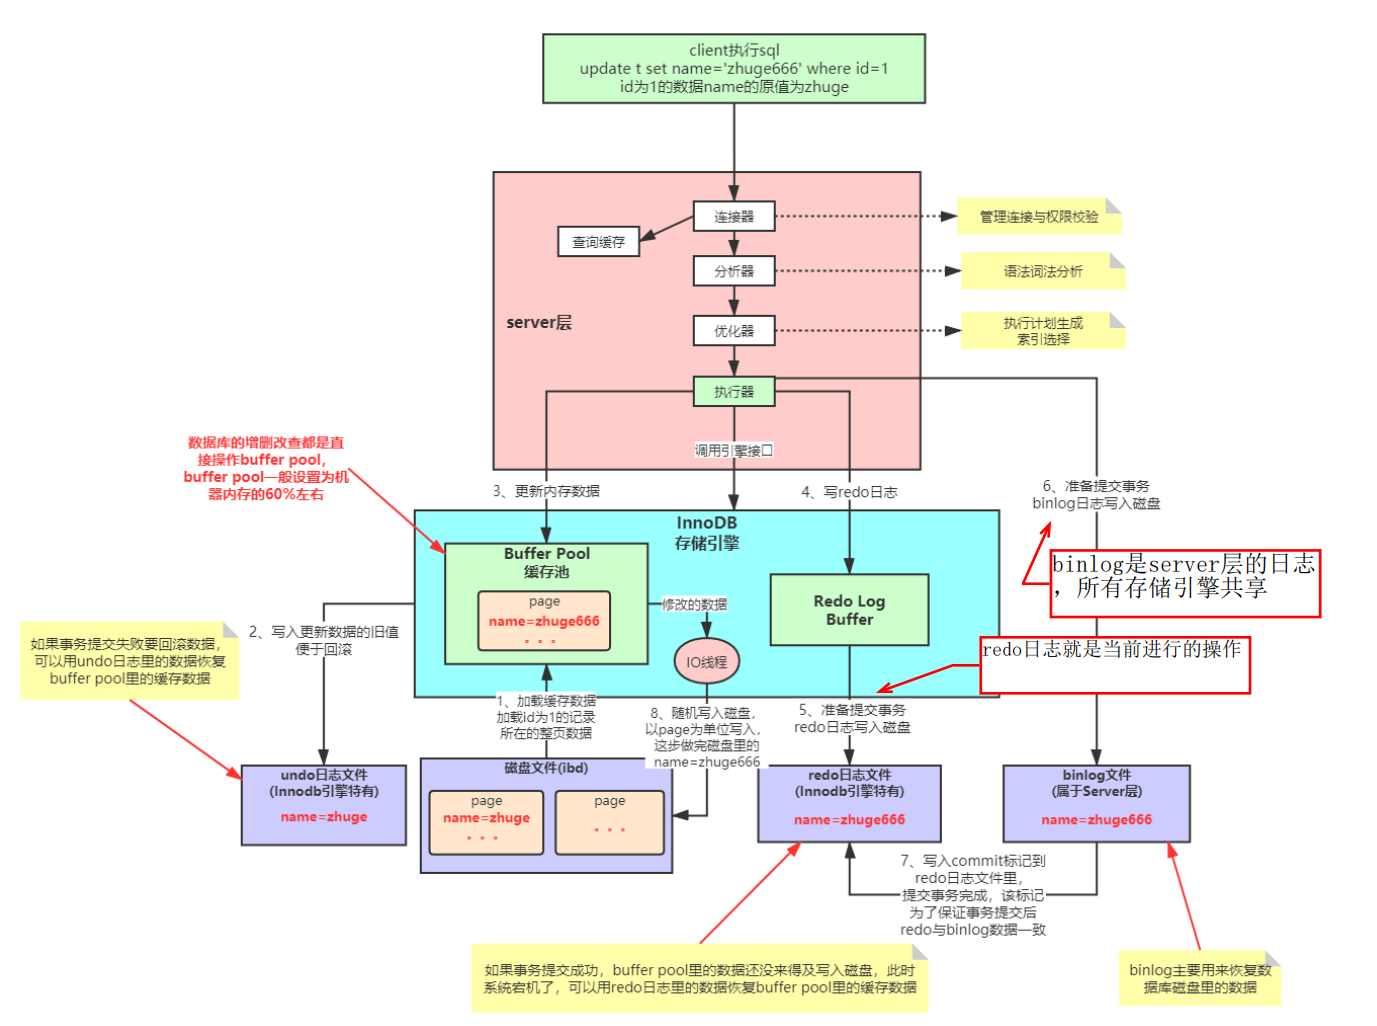 client执行sql
update t set name='zhuge666' where id=1
id为1的数据name的原值为zhuge
连接器
管理连接与权限校验
查询缓存
分析器
语法词法分析
server层
优化器
执行计划生成
索引选择
执行器
数据库的增删改查都是直
接操作buffer pool，
buffer pool一般设置为机
器内存的60%左右
调用引擎接口
3、更新内存数据
4、写redo日志
6、准备提交事务
binlog日志写入磁盘
InnoDB
存储引擎
Buffer Pool
缓存池
page
name=zhuge666
。。。
修改的数据
IO线程
Redo Log
Buffer
binlog是server层的日志
，所有存储引擎共享
redo日志就是当前进行的操作
如果事务提交失败要回滚数据，
可以用undo日志里的数据恢复
buffer pool里的缓存数据
2、写入更新数据的旧值
便于回滚
1、加载缓存数据
加载id为1的记录
所在的整页数据
8、随机写入磁盘，
以page为单位写入，
这步做完磁盘里的
name=zhuge666
5、准备提交事务
redo日志写入磁盘
undo日志文件
(Innodb引擎特有)
name=zhuge
磁盘文件(ibd)
page
name=zhuge
。。。
page
。。。
redo日志文件
(Innodb引擎特有)
name=zhuge666
binlog文件
(属于Server层)
name=zhuge666
7、写入commit标记到
redo日志文件里，
提交事务完成，该标记
为了保证事务提交后
redo与binlog数据一致
如果事务提交成功，buffer pool里的数据还没来得及写入磁盘，此时
系统宕机了，可以用redo日志里的数据恢复buffer pool里的缓存数据
binlog主要用来恢复数
据库磁盘里的数据